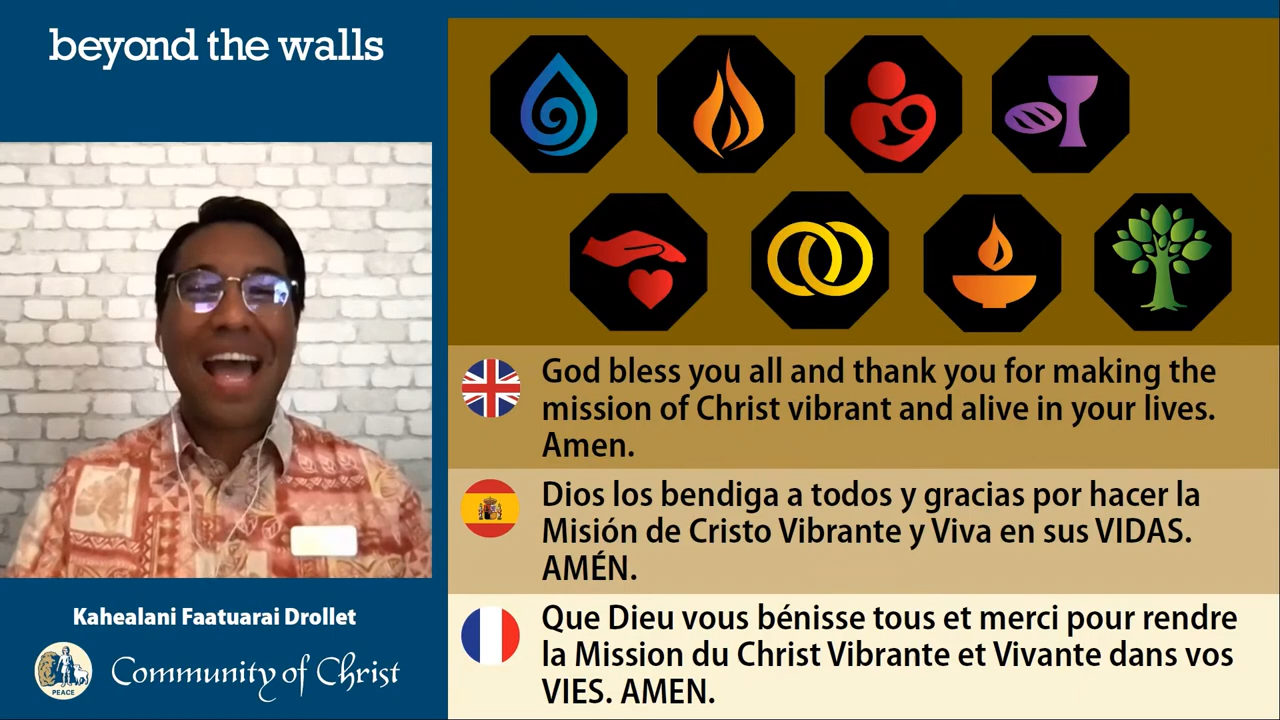 beyond the walls
God bless you all and thank you for making the
mission of Christ vibrant and alive in your lives.
Amen.
Dios los bendiga a todos y gracias por hacer la
Misión de Cristo Vibrante y Viva en sus VIDAS.
AMÉN.
Que Dieu vous bénisse tous et merci pour rendre
la Mission du Christ Vibrante et Vivante dans vos
VIES. AMEN.
Kahealani Faatuarai Drollet
PEACE
Community of Christ